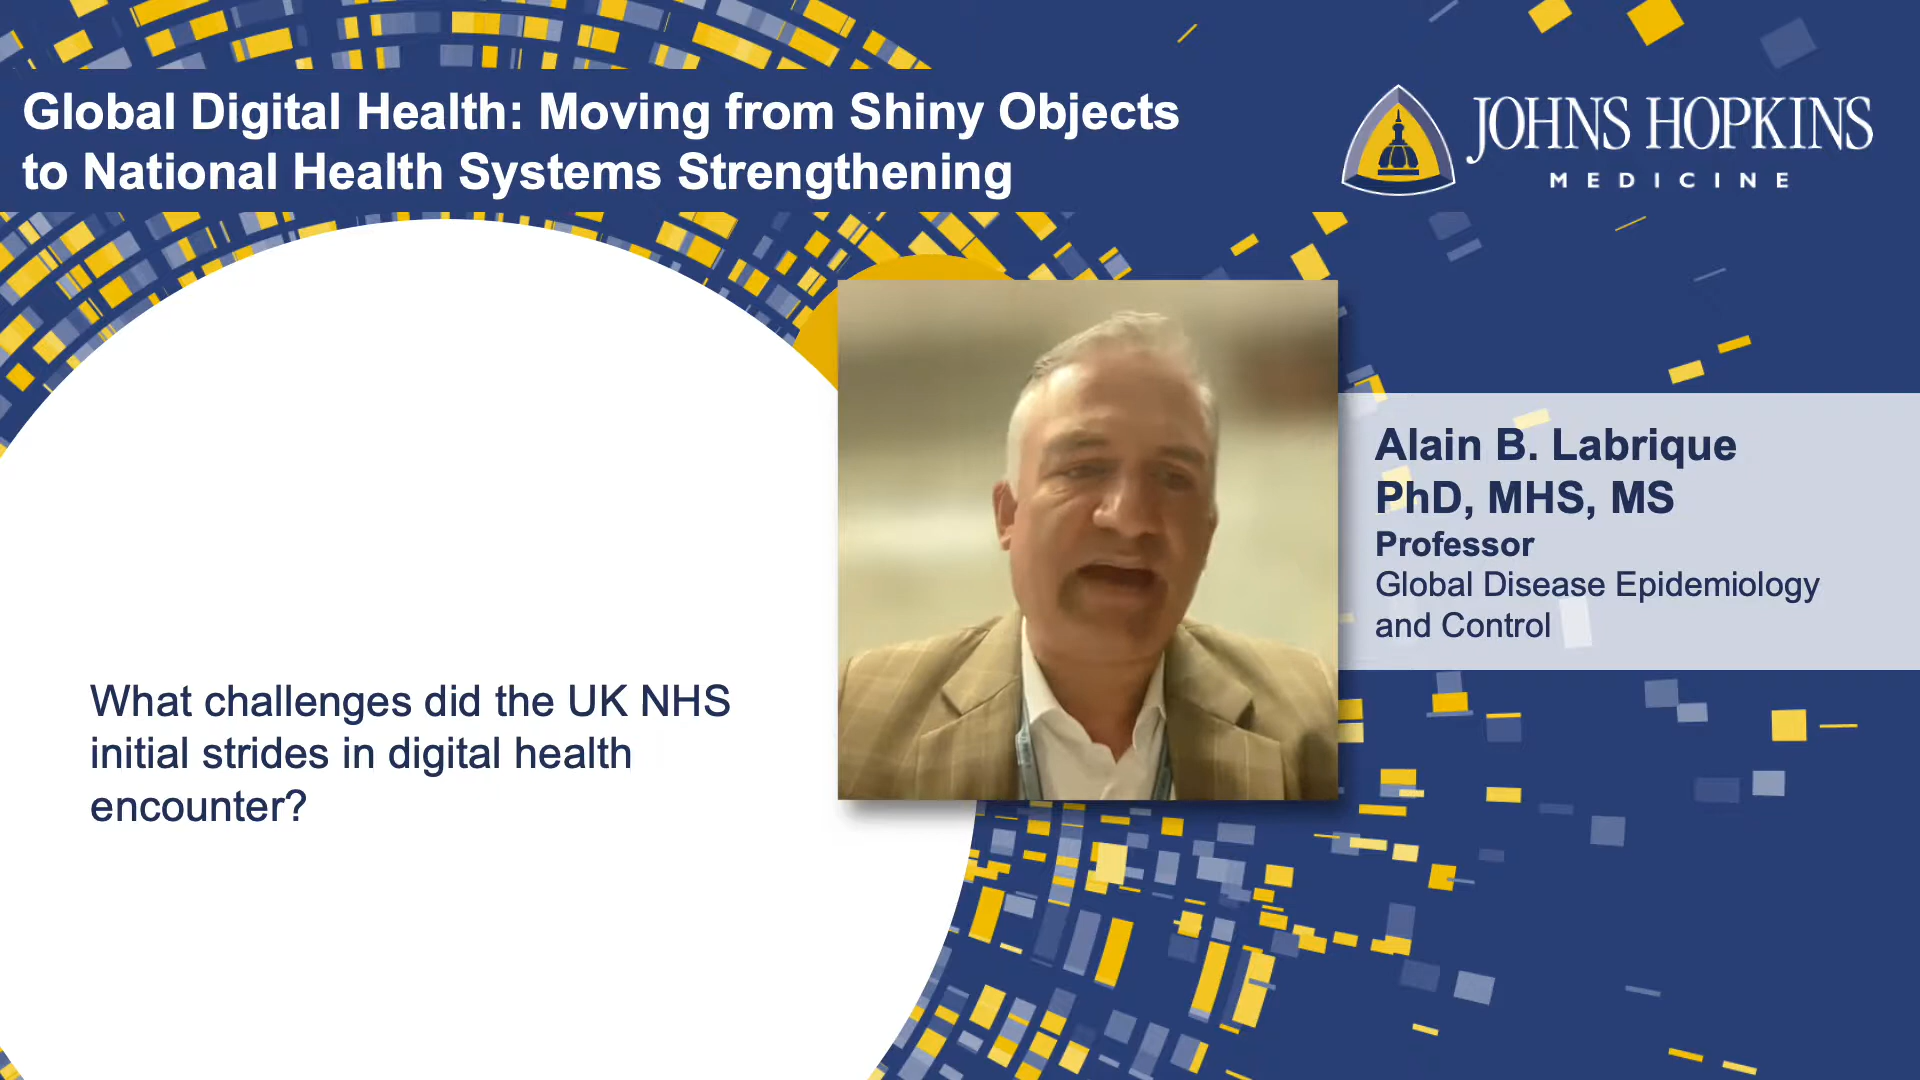 Global Digital Health: Moving from Shiny Objects
to National Health Systems Strengthening
JOHNS HOPKINS
MEDICINE
Alain B. Labrique
PhD, MHS, MS
Professor
Global Disease Epidemiology
and Control
What challenges did the UK NHS
initial strides in digital health
encounter?